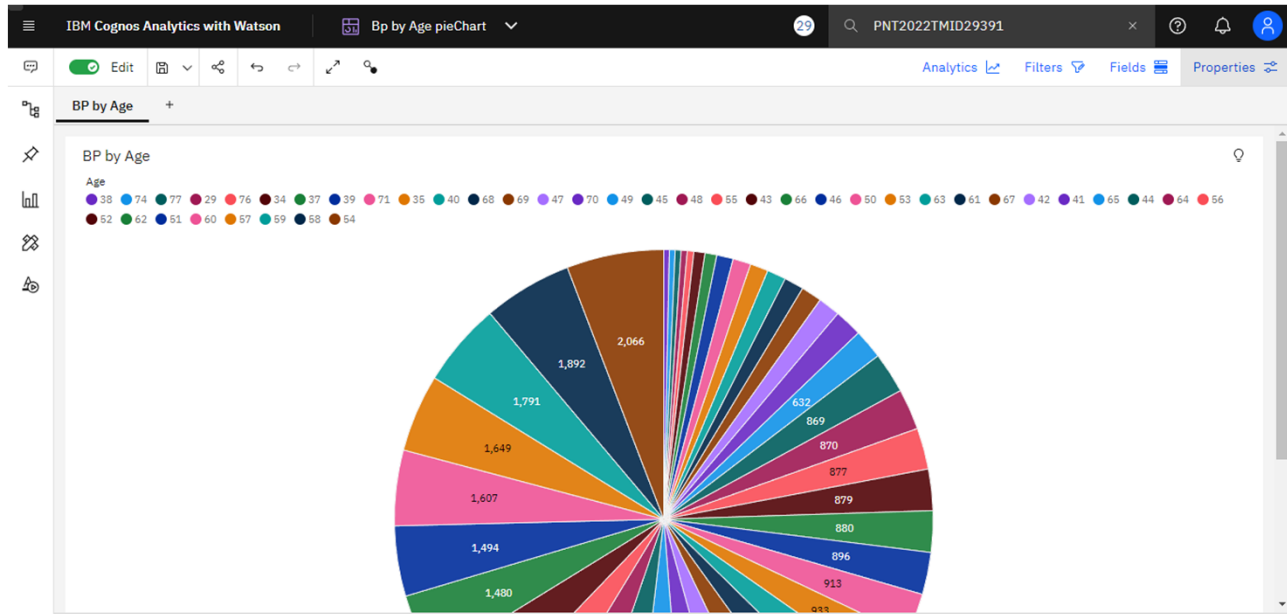 IBM Cognos Analytics with Watson
Bp by Age pieChart
29
PNT2022TMID29391
Edit
Analytics
Filters
Fields
Properties
BP by Age
+
BP by Age
Age
38 74 77 29 76 34 37 39 71 35 40 68 69 47 70 49 45 48 55 43 66 46 50 53 63 61 67 42 41 65 44 64 56
52 62 51 60 57 59 58 54
2,066
1,892
1,791
1,649
1,607
1,494
1,480
632
869
870
877
879
880
896
913
933